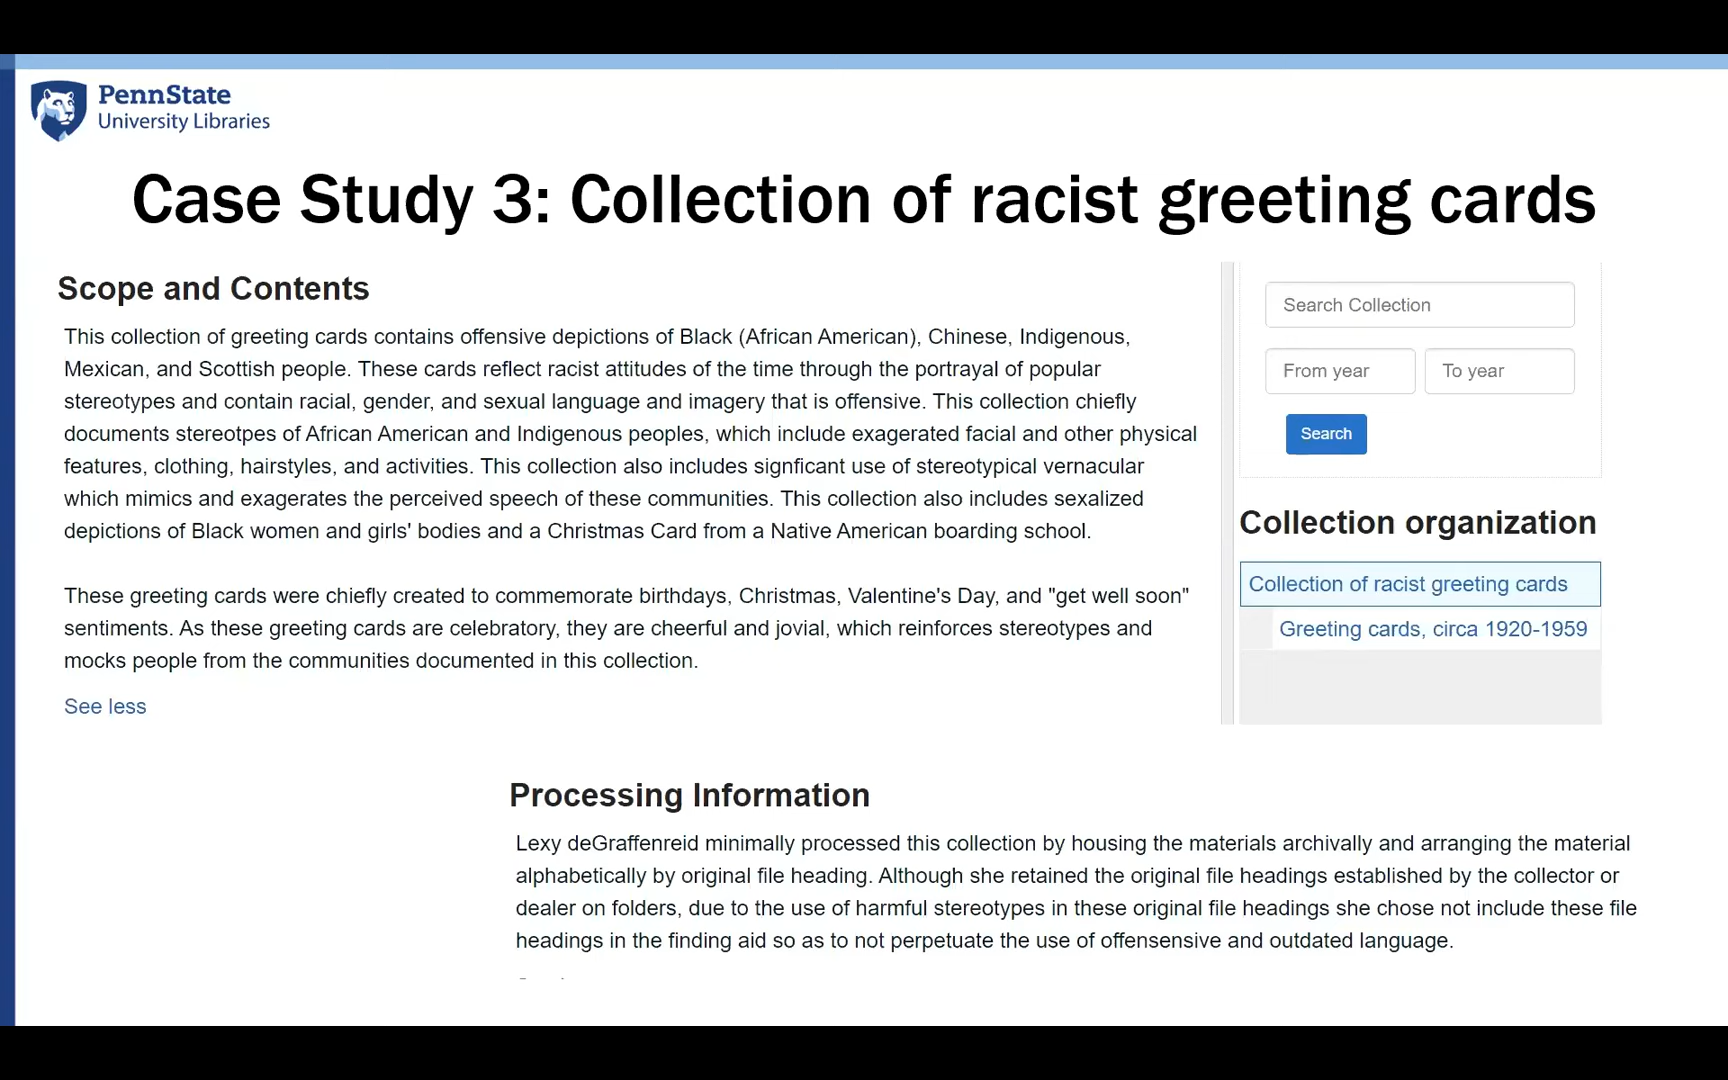 PennState
University Libraries
Case Study 3: Collection of racist greeting cards
Scope and Contents
This collection of greeting cards contains offensive depictions of Black (African American), Chinese, Indigenous,
Mexican, and Scottish people. These cards reflect racist attitudes of the time through the portrayal of popular
stereotypes and contain racial, gender, and sexual language and imagery that is offensive. This collection chiefly
documents stereotpes of African American and Indigenous peoples, which include exagerated facial and other physical
features, clothing, hairstyles, and activities. This collection also includes signficant use of stereotypical vernacular
which mimics and exagerates the perceived speech of these communities. This collection also includes sexalized
depictions of Black women and girls' bodies and a Christmas Card from a Native American boarding school.
These greeting cards were chiefly created to commemorate birthdays, Christmas, Valentine's Day, and "get well soon"
sentiments. As these greeting cards are celebratory, they are cheerful and jovial, which reinforces stereotypes and
mocks people from the communities documented in this collection.
See less
Search Collection
From year
To year
Search
Collection organization
Collection of racist greeting cards
Greeting cards, circa 1920-1959
Processing Information
Lexy deGraffenreid minimally processed this collection by housing the materials archivally and arranging the material
alphabetically by original file heading. Although she retained the original file headings established by the collector or
dealer on folders, due to the use of harmful stereotypes in these original file headings she chose not include these file
headings in the finding aid so as to not perpetuate the use of offensensive and outdated language.